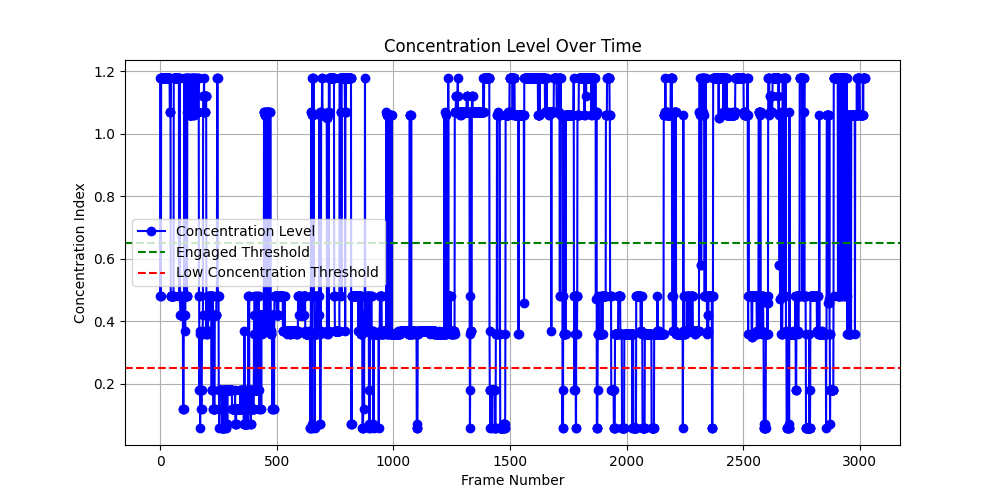 Concentration Level Over Time
1.2
1.0
0.8
0.6
0.4
0.2
Concentration Index
Concentration Level
Engaged Threshold
Low Concentration Threshold
0 500 1000 1500 2000 2500 3000
Frame Number